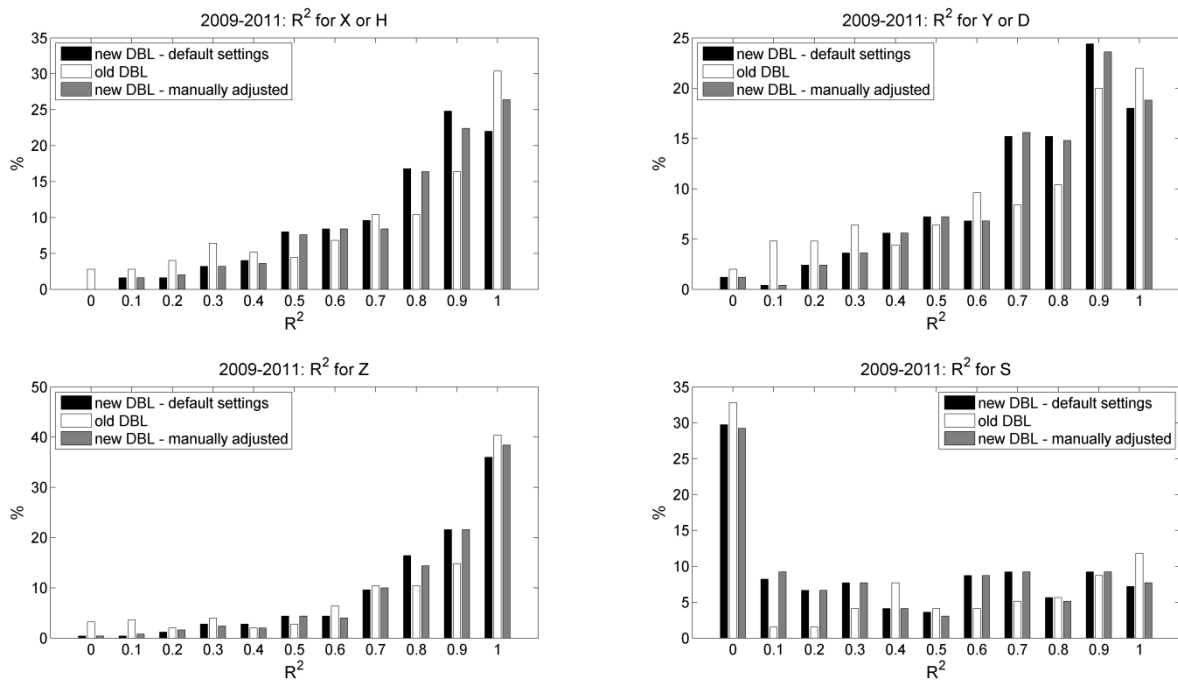 2009-2011: R² for X or H
35
30
25
20
15
10
5
0
%
new DBL - default settings
old DBL
new DBL - manually adjusted
0 0.1 0.2 0.3 0.4 0.5 0.6 0.7 0.8 0.9 1
R²
2009-2011: R² for Y or D
25
20
15
10
5
0
%
new DBL - default settings
old DBL
new DBL - manually adjusted
0 0.1 0.2 0.3 0.4 0.5 0.6 0.7 0.8 0.9 1
R²
2009-2011: R² for Z
50
40
30
20
10
0
%
new DBL - default settings
old DBL
new DBL - manually adjusted
0 0.1 0.2 0.3 0.4 0.5 0.6 0.7 0.8 0.9 1
R²
2009-2011: R² for S
35
30
25
20
15
10
5
0
%
new DBL - default settings
old DBL
new DBL - manually adjusted
0 0.1 0.2 0.3 0.4 0.5 0.6 0.7 0.8 0.9 1
R²